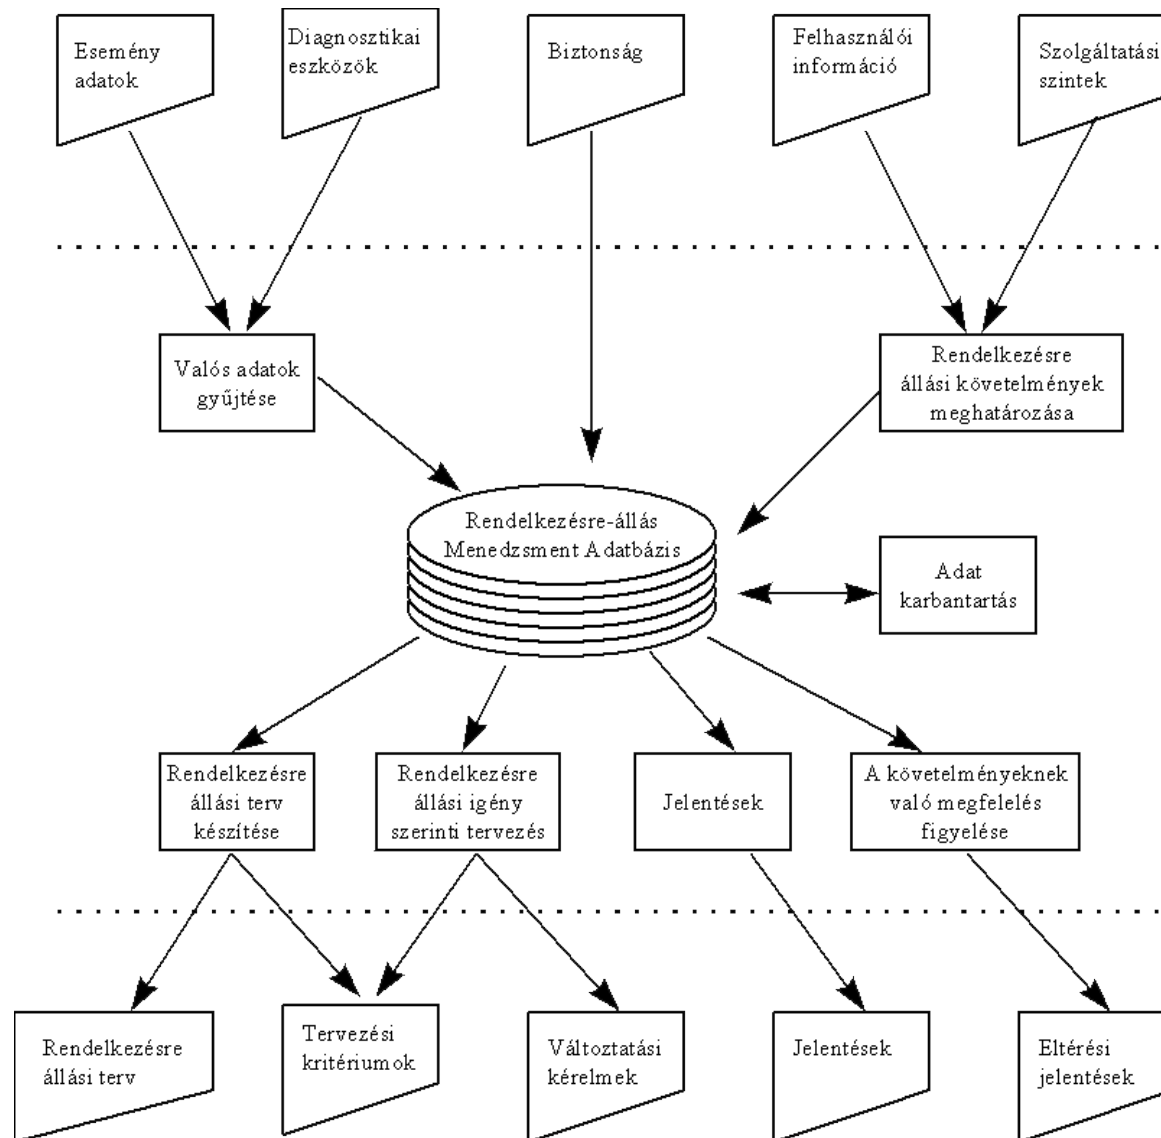 Esemény
adatok
Diagnosztikai
eszközök
Biztonság
Felhasználói
információ
Szolgáltatási
szintek
Valós adatok
gyűjtése
Rendelkezésre
állási követelmények
meghatározása
Rendelkezésre-állás
Menedzsment Adatbázis
Adat
karbantartás
Rendelkezésre
állási terv
készítése
Rendelkezésre
állási igény
szerinti tervezés
Jelentések
A követelményeknek
való megfelelés
figyelése
Rendelkezésre
állási terv
Tervezési
kritériumok
Változtatási
kérelmek
Jelentések
Eltérési
jelentések